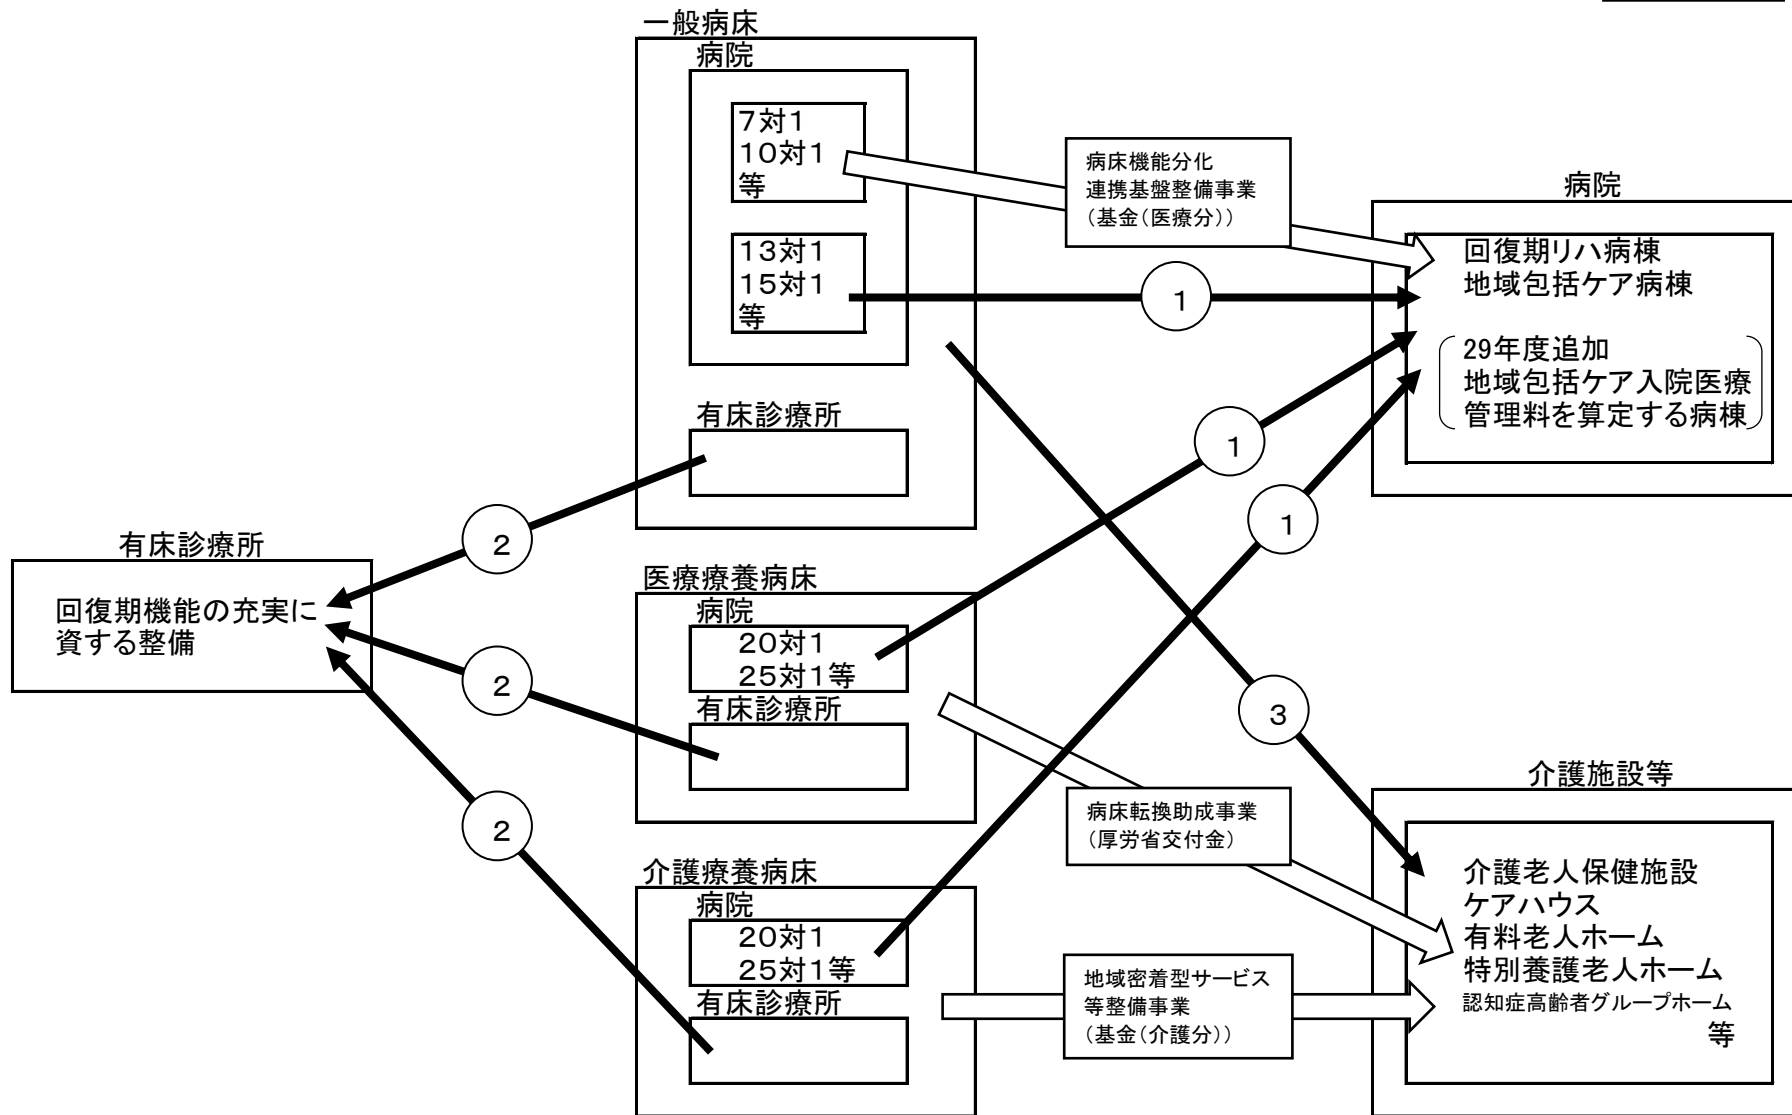 一般病床
病院
7対1
10対1
等
13対1
15対1
等
有床診療所
医療療養病床
病院
20対1
25対1等
有床診療所
介護療養病床
病院
20対1
25対1等
有床診療所
有床診療所
回復期機能の充実に
資する整備
2
2
2
病床機能分化
連携基盤整備事業
(基金(医療分))
1
1
1
3
病床転換助成事業
(厚労省交付金)
地域密着型サービス
等整備事業
(基金(介護分))
病院
回復期リハ病棟
地域包括ケア病棟
29年度追加
地域包括ケア入院医療
管理料を算定する病棟
介護施設等
介護老人保健施設
ケアハウス
有料老人ホーム
特別養護老人ホーム
認知症高齢者グループホーム
等